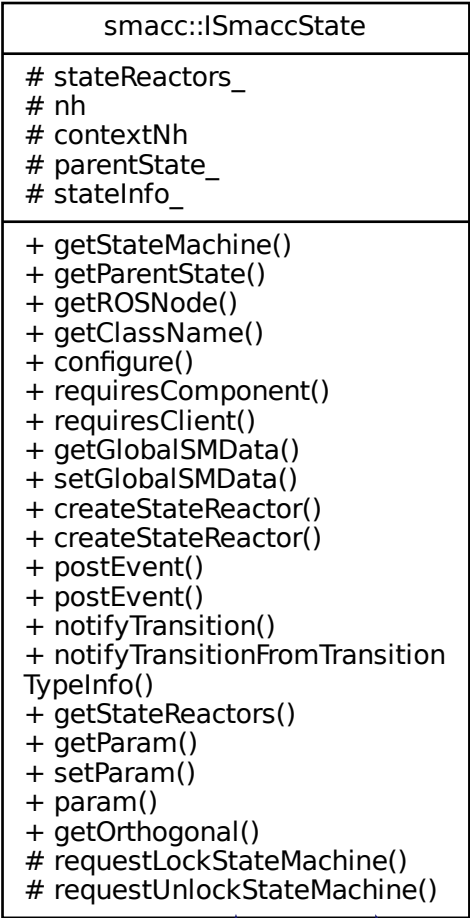 smacc::ISmaccState
# stateReactors_
# nh
# contextNh
# parentState_
# stateInfo_
+ getStateMachine()
+ getParentState()
+ getROSNode()
+ getClassName()
+ configure()
+ requiresComponent()
+ requiresClient()
+ getGlobalSMData()
+ setGlobalSMData()
+ createStateReactor()
+ createStateReactor()
+ postEvent()
+ postEvent()
+ notifyTransition()
+ notifyTransitionFromTransition
TypeInfo()
+ getStateReactors()
+ getParam()
+ setParam()
+ param()
+ getOrthogonal()
# requestLockStateMachine()
# requestUnlockStateMachine()